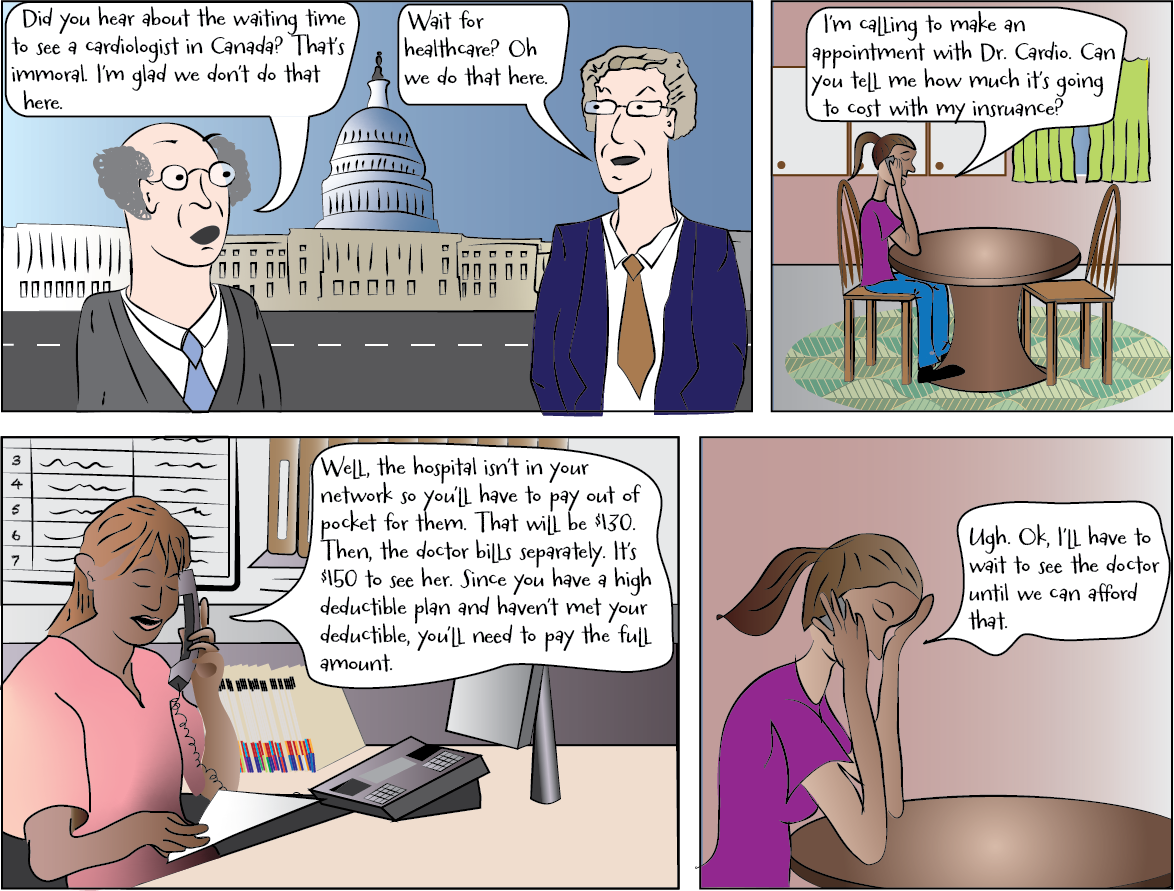 Did you hear about the waiting time
to see a cardiologist in Canada? That's
immoral. I'm glad we don't do that
here.
Wait for
healthcare? Oh
we do that here.
I'm calling to make an
appointment with Dr. Cardio. Can
you tell me how much it's going
to cost with my insruance?
3
4
5
6
7
Well, the hospital isn't in your
network so you'll have to pay out of
pocket for them. That will be $130.
Then, the doctor bills separately. It's
$150 to see her. Since you have a high
deductible plan and haven't met your
deductible, you'll need to pay the full
amount.
Ugh. Ok, I'll have to
wait to see the doctor
until we can afford
that.